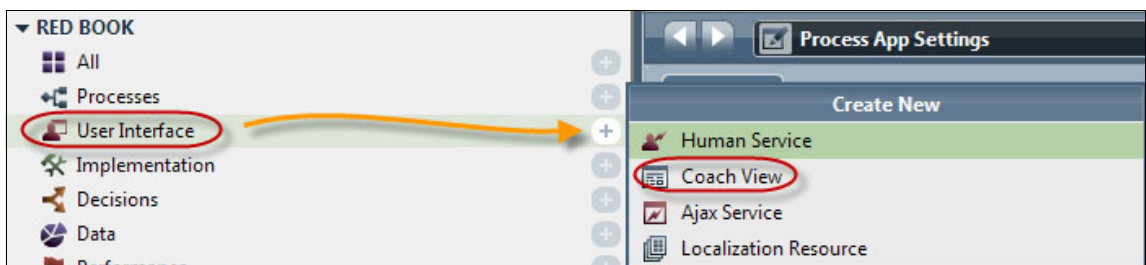 RED BOOK
All
Processes
User Interface
Implementation
Decisions
Data
Performance
Process App Settings
Create New
Human Service
Coach View
Ajax Service
Localization Resource